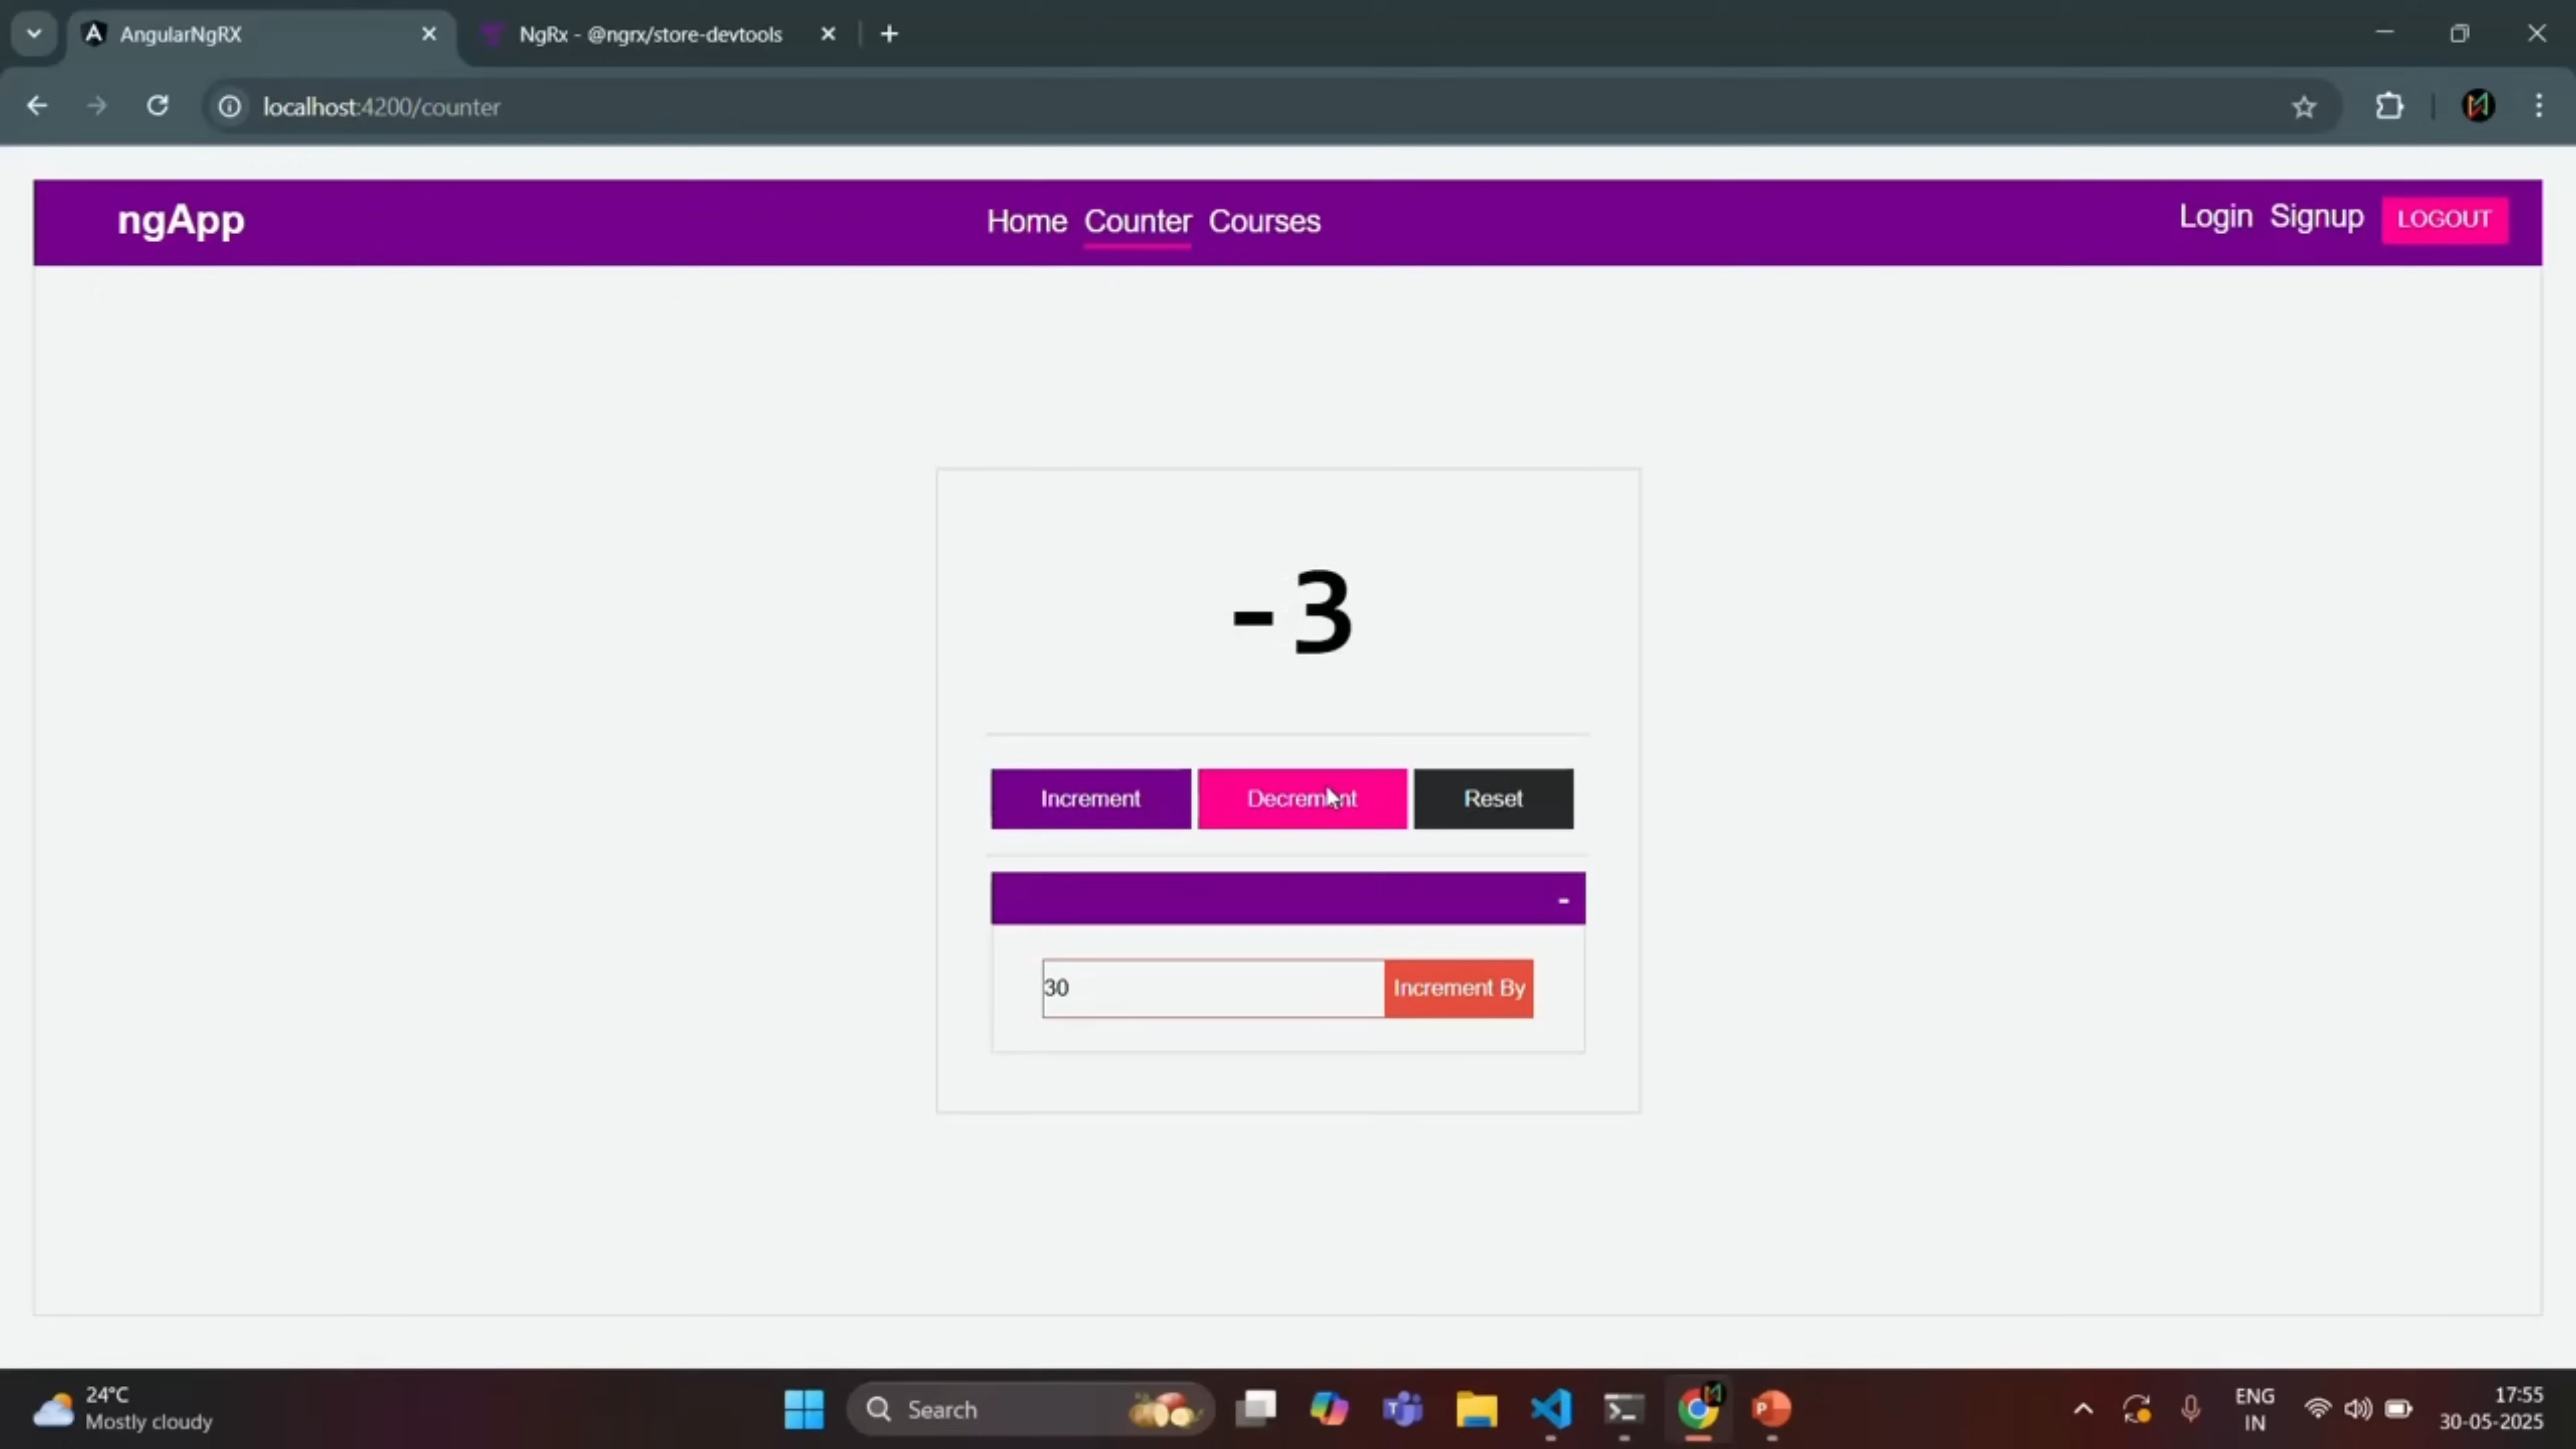 AngularNgRX
NgRx - @ngrx/store-devtools
localhost:4200/counter
ngApp
Home Counter Courses
Login Signup LOGOUT
-3
Increment Decrement Reset
-
30 Increment By
24°C
Mostly cloudy
Search
ENG
IN
17:55
30-05-2025